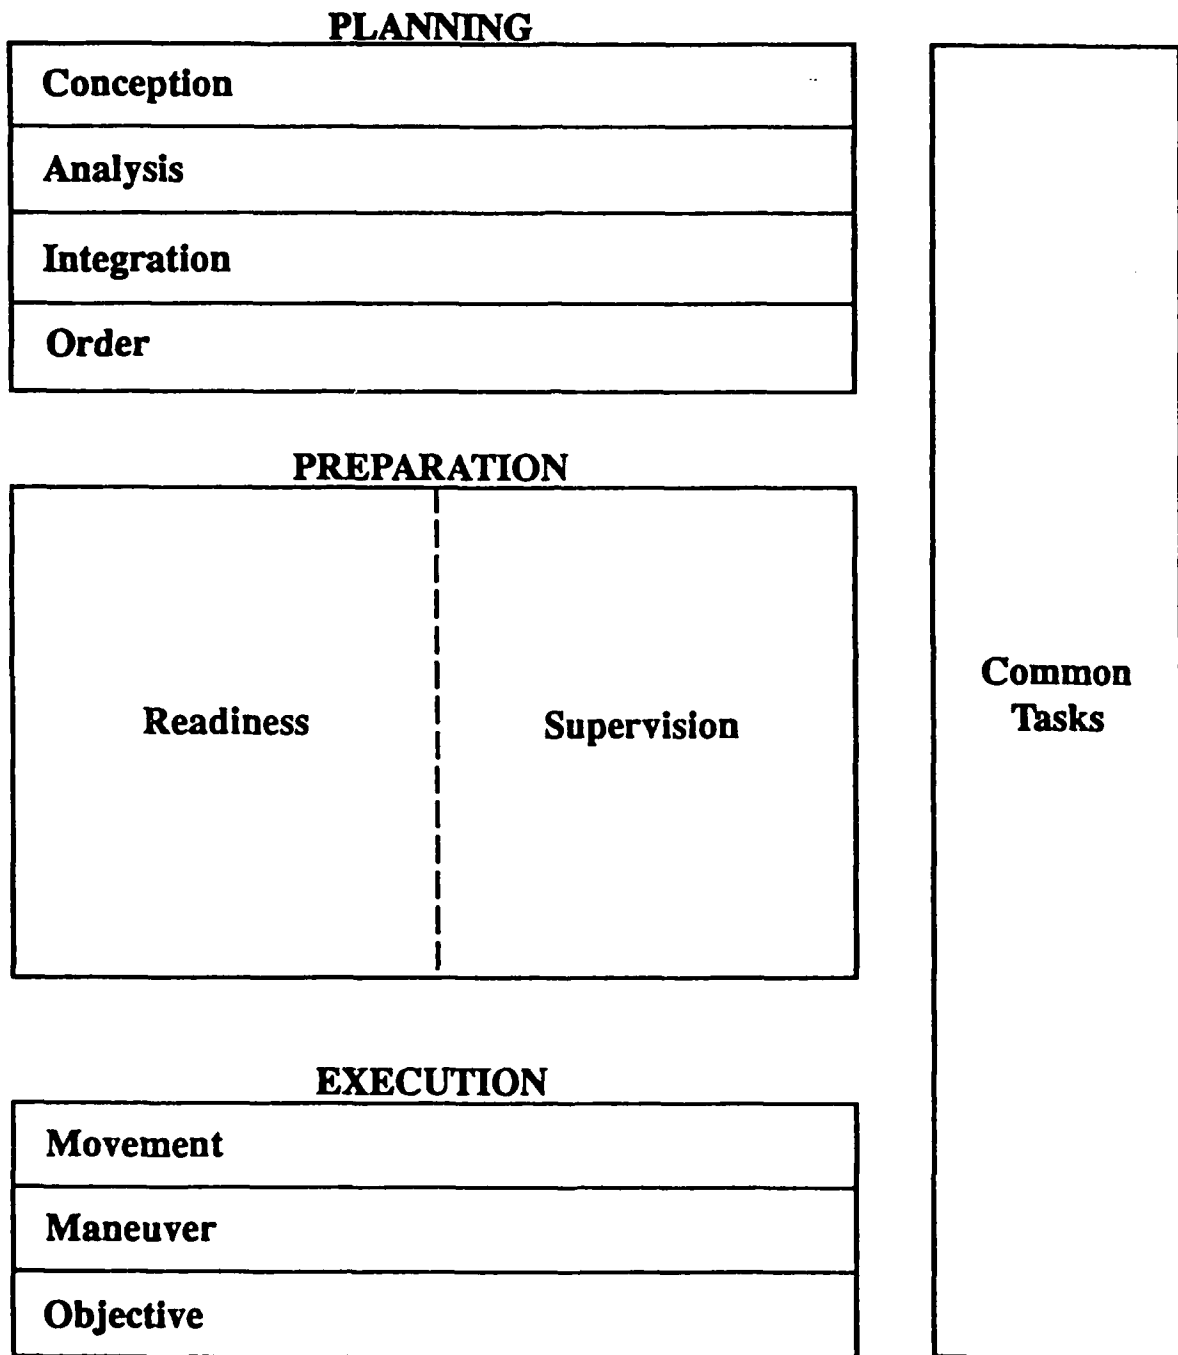 PLANNING
Conception
Analysis
Integration
Order
PREPARATION
Readiness
Supervision
EXECUTION
Movement
Maneuver
Objective
Common
Tasks